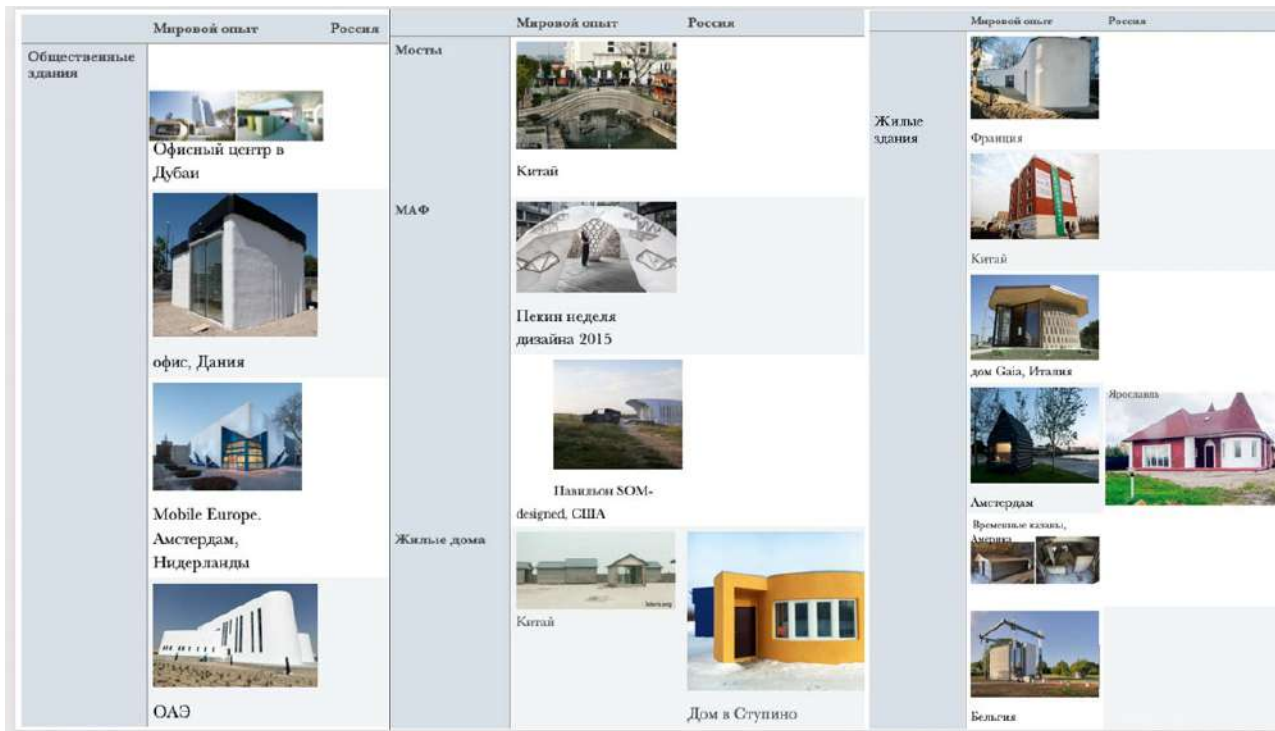 Мировой опыт Россия
Общественные
здания
Офисный центр в
Дубаи
офис, Дания
Mobile Europe.
Амстердам,
Нидерланды
ОАЭ
Мировой опыт Россия
Мосты
Китай
МАФ
Пекин неделя
дизайна 2015
Павильон SOM-
designed, США
Жилые дома
Китай
Дом в Ступино
Мировой опыт Россия
Жилые
здания
Франция
Китай
дом Gaia, Италия
Ярославль
Амстердам
Временные казамы,
Америка
Бельгия